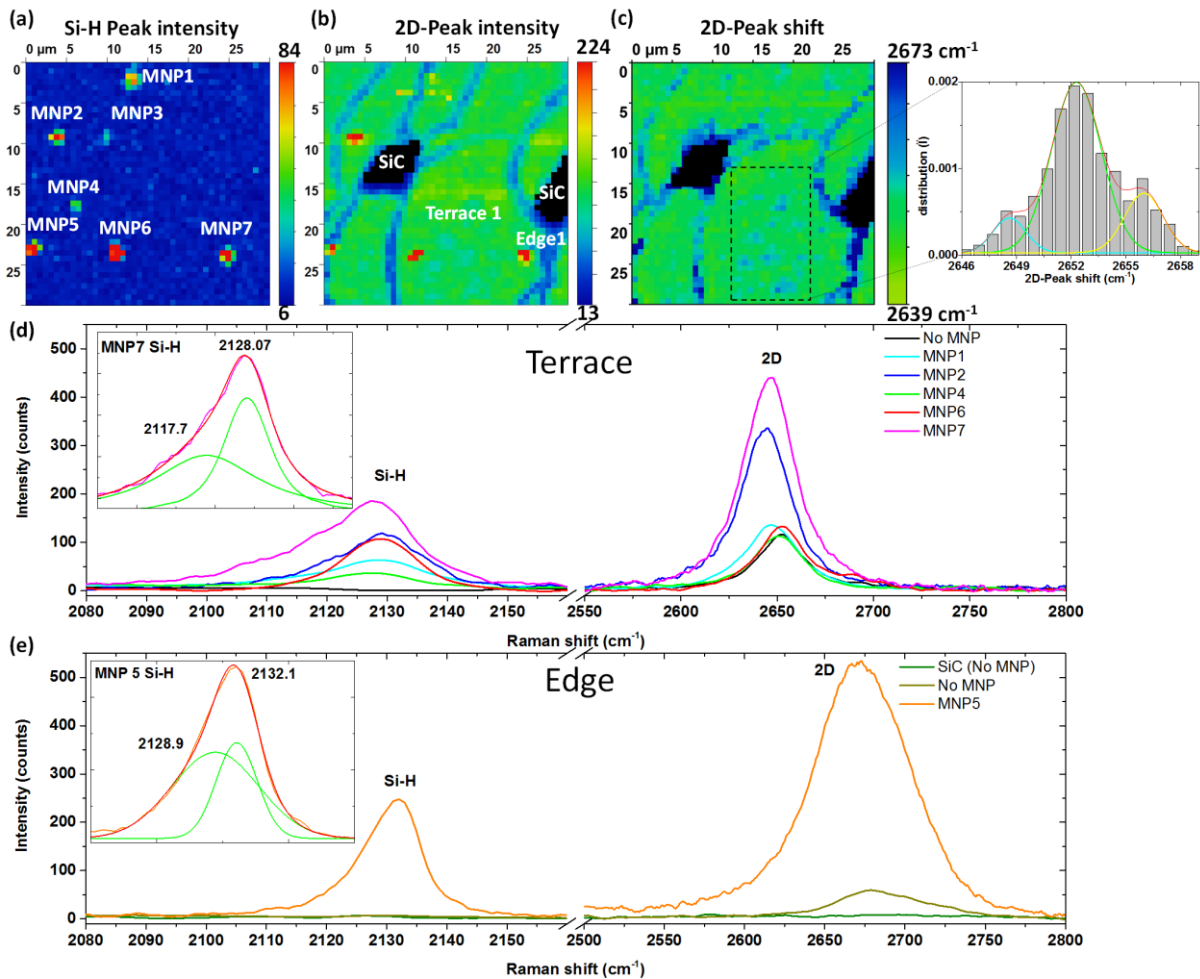 (a) Si-H Peak intensity
0 μm 5 10 15 20 25
84
0
5
10
15
20
25
6
MNP1
MNP2
MNP3
MNP4
MNP5
MNP6
MNP7
(b) 2D-Peak intensity
0 μm 5 10 15 20 25
224
0
5
10
15
20
25
13
SiC
SiC
Terrace 1
Edge1
(c) 2D-Peak shift
0 μm 5 10 15 20 25
2673 cm⁻¹
0
5
10
15
20
25
2639 cm⁻¹
0.002
0.001
0.000
distribution (i)
2646 2649 2652 2655 2658
2D-Peak shift (cm⁻¹)
(d)
Terrace
MNP7 Si-H
2128.07
2117.7
Si-H
2D
No MNP
MNP1
MNP2
MNP4
MNP6
MNP7
500
400
300
200
100
0
Intensity (counts)
2080 2090 2100 2110 2120 2130 2140 2150 2550 2600 2650 2700 2750 2800
Raman shift (cm⁻¹) Raman shift (cm⁻¹)
(e)
Edge
MNP 5 Si-H
2132.1
2128.9
Si-H
2D
SiC (No MNP)
No MNP
MNP5
500
400
300
200
100
0
Intensity (counts)
2080 2090 2100 2110 2120 2130 2140 2150 2500 2550 2600 2650 2700 2750 2800
Raman shift (cm⁻¹) Raman shift (cm⁻¹)